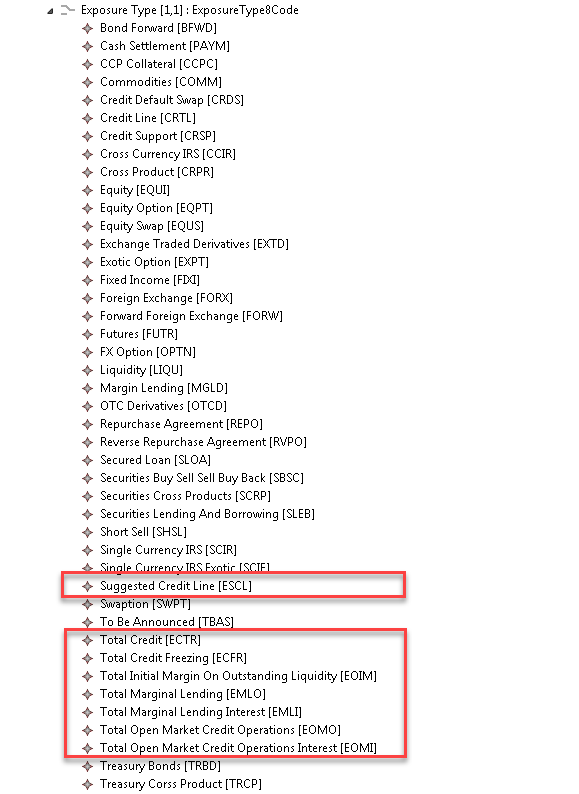 Exposure Type [1,1] : ExposureType8Code
Bond Forward [BFWD]
Cash Settlement [PAYM]
CCP Collateral [CCPC]
Commodities [COMM]
Credit Default Swap [CRDS]
Credit Line [CRTL]
Credit Support [CRSP]
Cross Currency IRS [CCIR]
Cross Product [CRPR]
Equity [EQUI]
Equity Option [EQPT]
Equity Swap [EQUS]
Exchange Traded Derivatives [EXTD]
Exotic Option [EXPT]
Fixed Income [FIXI]
Foreign Exchange [FORX]
Forward Foreign Exchange [FORW]
Futures [FUTR]
FX Option [OPTN]
Liquidity [LIQU]
Margin Lending [MGLD]
OTC Derivatives [OTCD]
Repurchase Agreement [REPO]
Reverse Repurchase Agreement [RVPO]
Secured Loan [SLOA]
Securities Buy Sell Sell Buy Back [SBSC]
Securities Cross Products [SCRP]
Securities Lending And Borrowing [SLEB]
Short Sell [SHSL]
Single Currency IRS [SCIR]
Single Currency IRS Exotic [SCIE]
Suggested Credit Line [ESCL]
Swaption [SWPT]
To Be Announced [TBAS]
Total Credit [ECTR]
Total Credit Freezing [ECFR]
Total Initial Margin On Outstanding Liquidity [EOIM]
Total Marginal Lending [EMLO]
Total Marginal Lending Interest [EMLI]
Total Open Market Credit Operations [EOMO]
Total Open Market Credit Operations Interest [EOMI]
Treasury Bonds [TRBD]
Treasury Corss Product [TRCP]